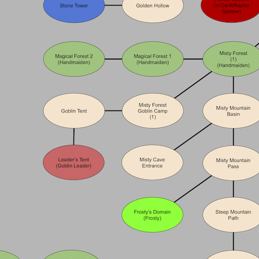 Stone Tower
Golden Hollow
Magical Forest 2
(Handmaiden)
Magical Forest 1
(Handmaiden)
Misty Forest
(1)
(Handmaiden)
Goblin Tent
Misty Forest
Goblin Camp
(1)
Misty Mountain
Basin
Leader's Tent
(Goblin Leader)
Misty Cave
Entrance
Misty Mountain
Pass
Frosty's Domain
(Frosty)
Steep Mountain
Path